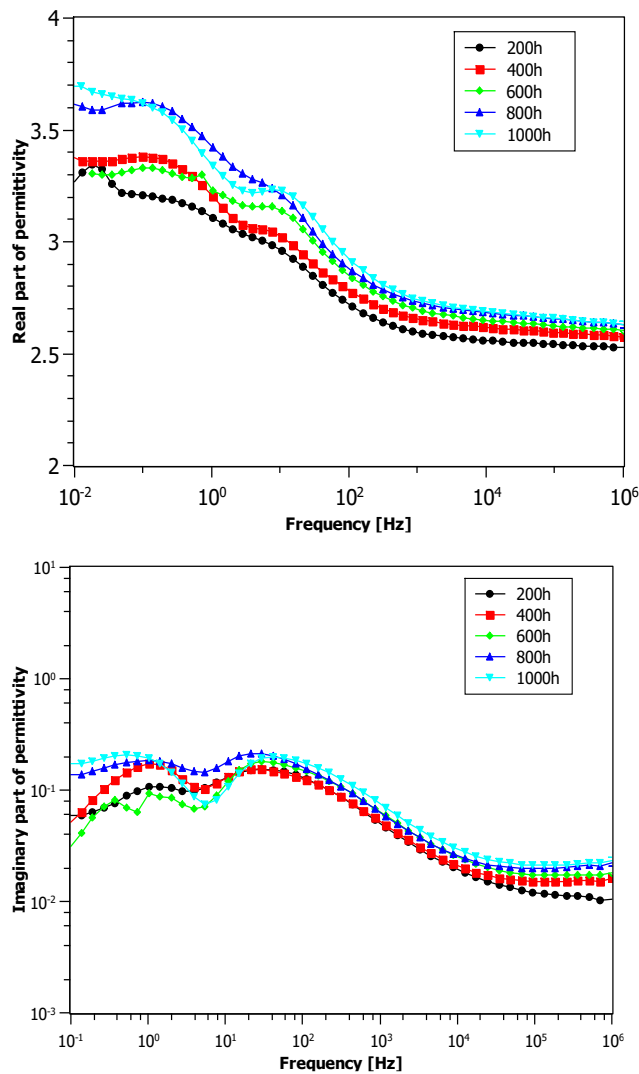 200h
400h
600h
800h
1000h
4
3.5
3
2.5
2
Real part of permittivity
10-2
100
102
104
106
Frequency [Hz]
200h
400h
600h
800h
1000h
101
100
10-1
10-2
10-3
Imaginary part of permittivity
10-1
100
101
102
103
104
105
106
Frequency [Hz]